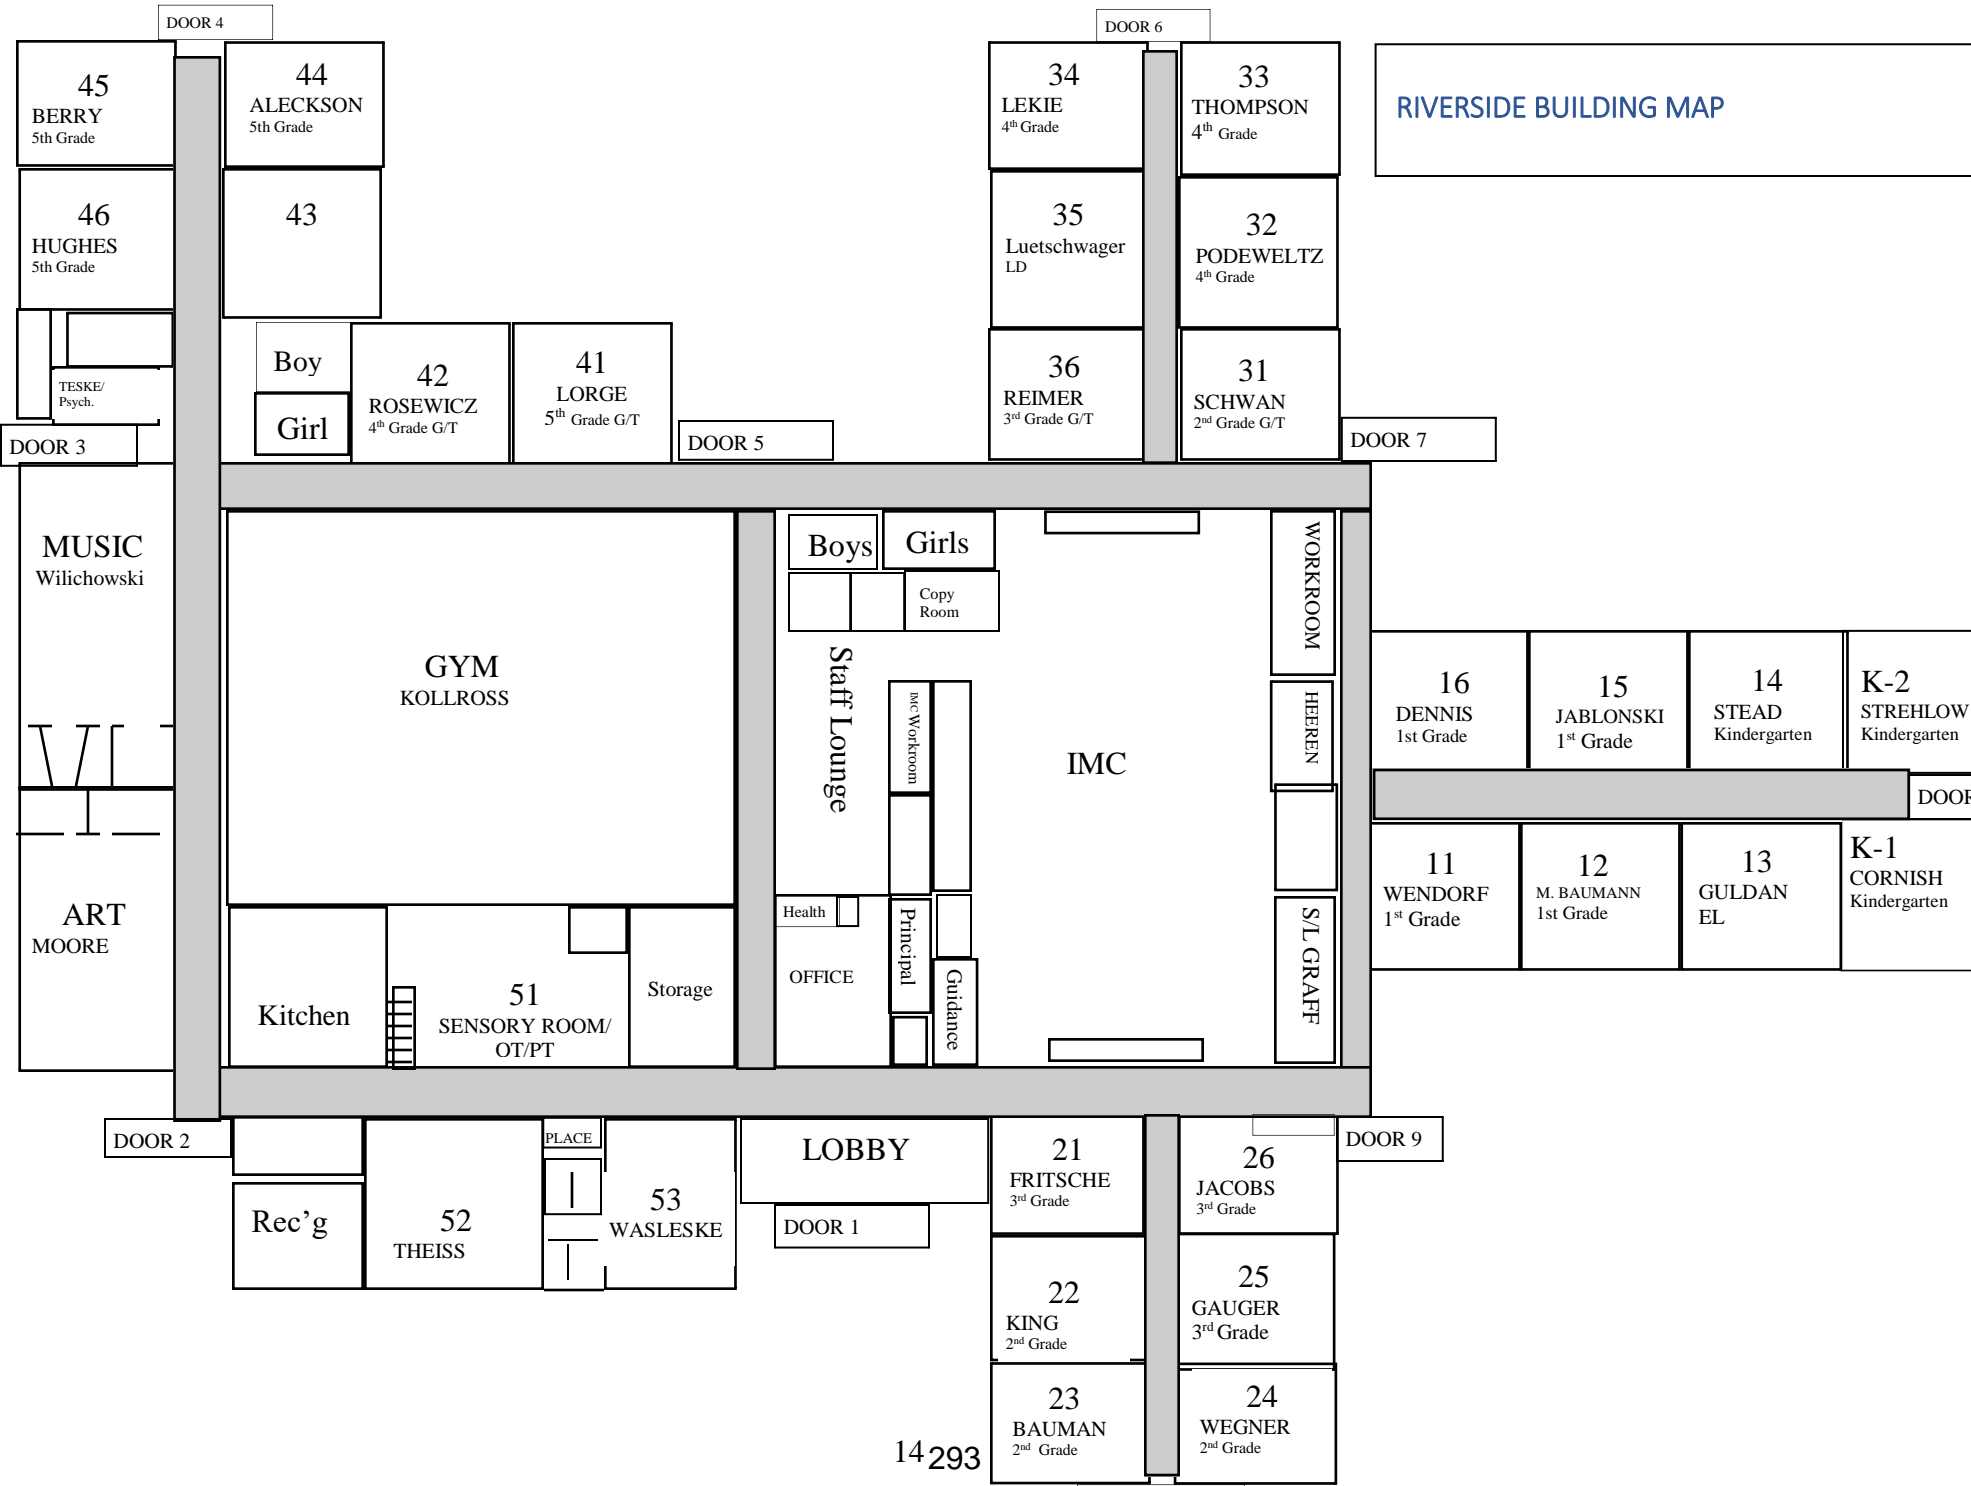 DOOR 4
DOOR 6
45
BERRY
5th Grade
44
ALECKSON
5th Grade
34
LEKIE
4th Grade
33
THOMPSON
4th Grade
RIVERSIDE BUILDING MAP
46
HUGHES
5th Grade
43
35
Luetschwager
LD
32
PODEWELTZ
4th Grade
TESKE/
Psych.
Boy
Girl
42
ROSEWICZ
4th Grade G/T
41
LORGE
5th Grade G/T
36
REIMER
3rd Grade G/T
31
SCHWAN
2nd Grade G/T
DOOR 3
DOOR 5
DOOR 7
MUSIC
Wilichowski
GYM
KOLLROSS
Boys
Girls
Copy
Room
Staff Lounge
IMC Workroom
IMC
WORKROOM
HEEREN
16
DENNIS
1st Grade
15
JABLONSKI
1st Grade
14
STEAD
Kindergarten
K-2
STREHLOW
Kindergarten
DOOR
11
WENDORF
1st Grade
12
M. BAUMANN
1st Grade
13
GULDAN
EL
K-1
CORNISH
Kindergarten
ART
MOORE
Kitchen
51
SENSORY ROOM/
OT/PT
Storage
Health
OFFICE
Principal
Guidance
S/L GRAFF
DOOR 2
Rec’g
52
THEISS
PLACE
53
WASLESKE
LOBBY
DOOR 1
21
FRITSCHE
3rd Grade
26
JACOBS
3rd Grade
DOOR 9
22
KING
2nd Grade
25
GAUGER
3rd Grade
23
BAUMAN
2nd Grade
24
WEGNER
2nd Grade
14
293